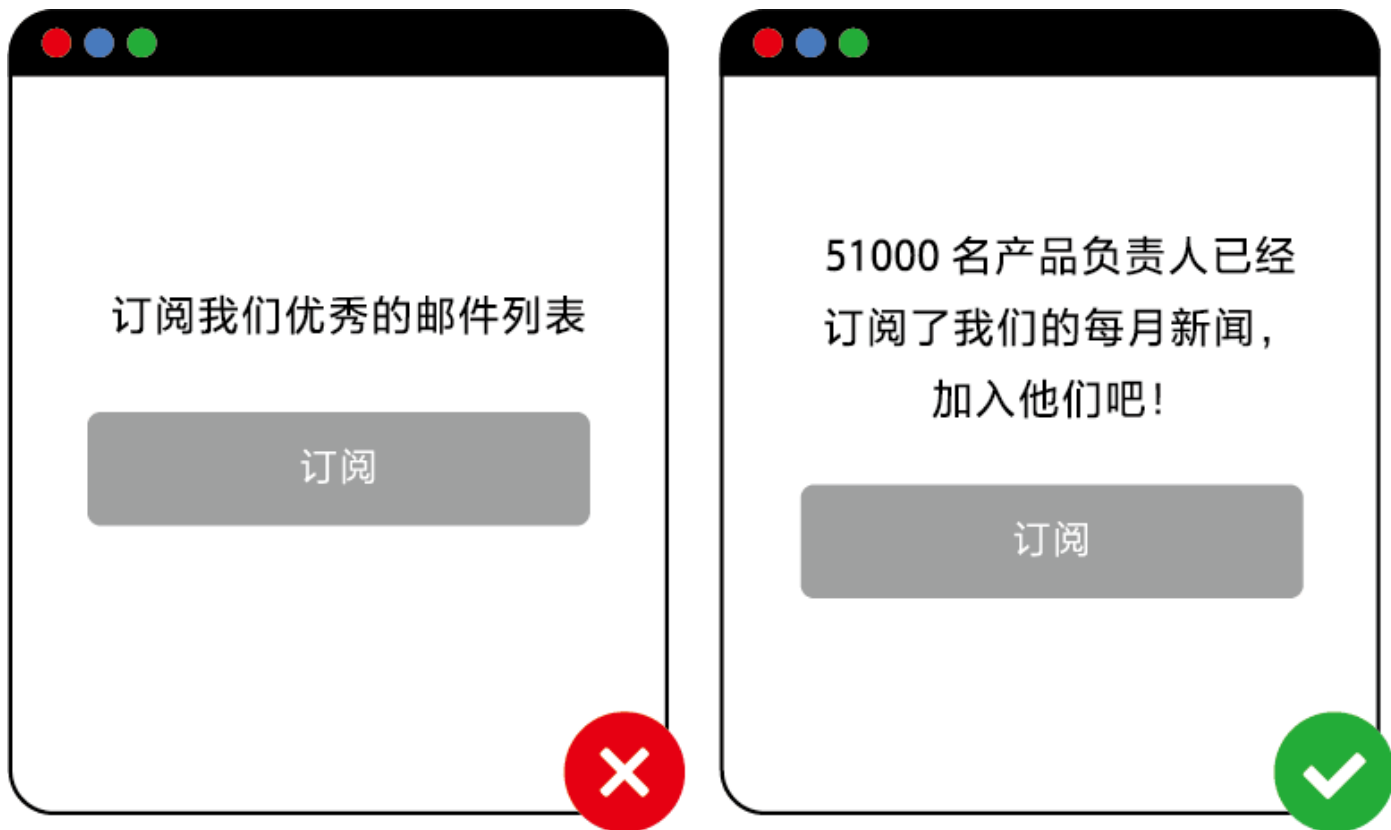 订阅我们优秀的邮件列表
订阅
51000 名产品负责人已经
订阅了我们的每月新闻，
加入他们吧！
订阅